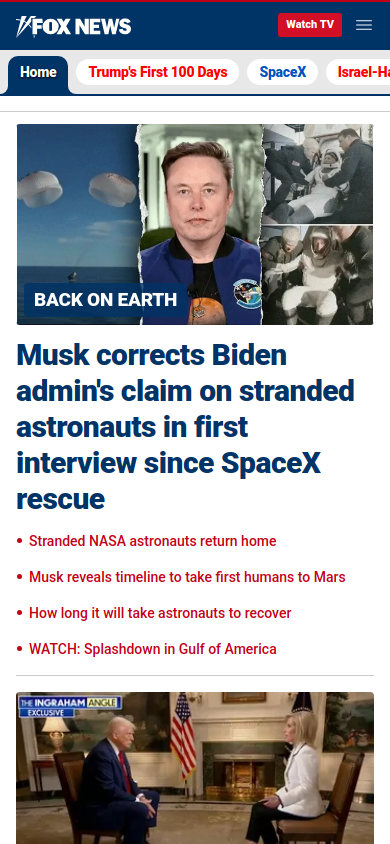 FOX NEWS
Watch TV
Home
Trump's First 100 Days
SpaceX
Israel-Ha
BACK ON EARTH
Musk corrects Biden
admin's claim on stranded
astronauts in first
interview since SpaceX
rescue
Stranded NASA astronauts return home
Musk reveals timeline to take first humans to Mars
How long it will take astronauts to recover
WATCH: Splashdown in Gulf of America
THE INGRAHAM ANGLE
EXCLUSIVE